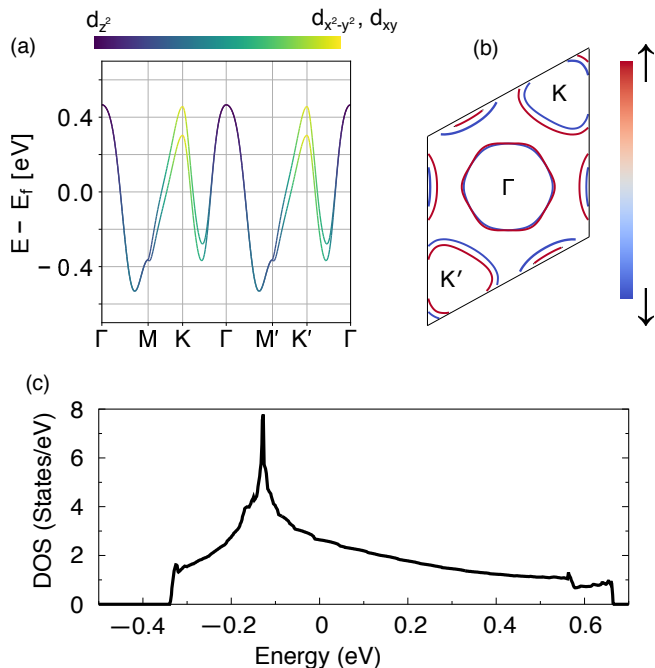 d_{z²} d_{x²-y²}, d_{xy}
(a)
E − E_f [eV]
0.4
0.0
−0.4
Γ M K Γ M′ K′ Γ
(b)
K
Γ
K′
↑
↓
(c)
DOS (States/eV)
8
6
4
2
0
−0.4 −0.2 0 0.2 0.4 0.6
Energy (eV)